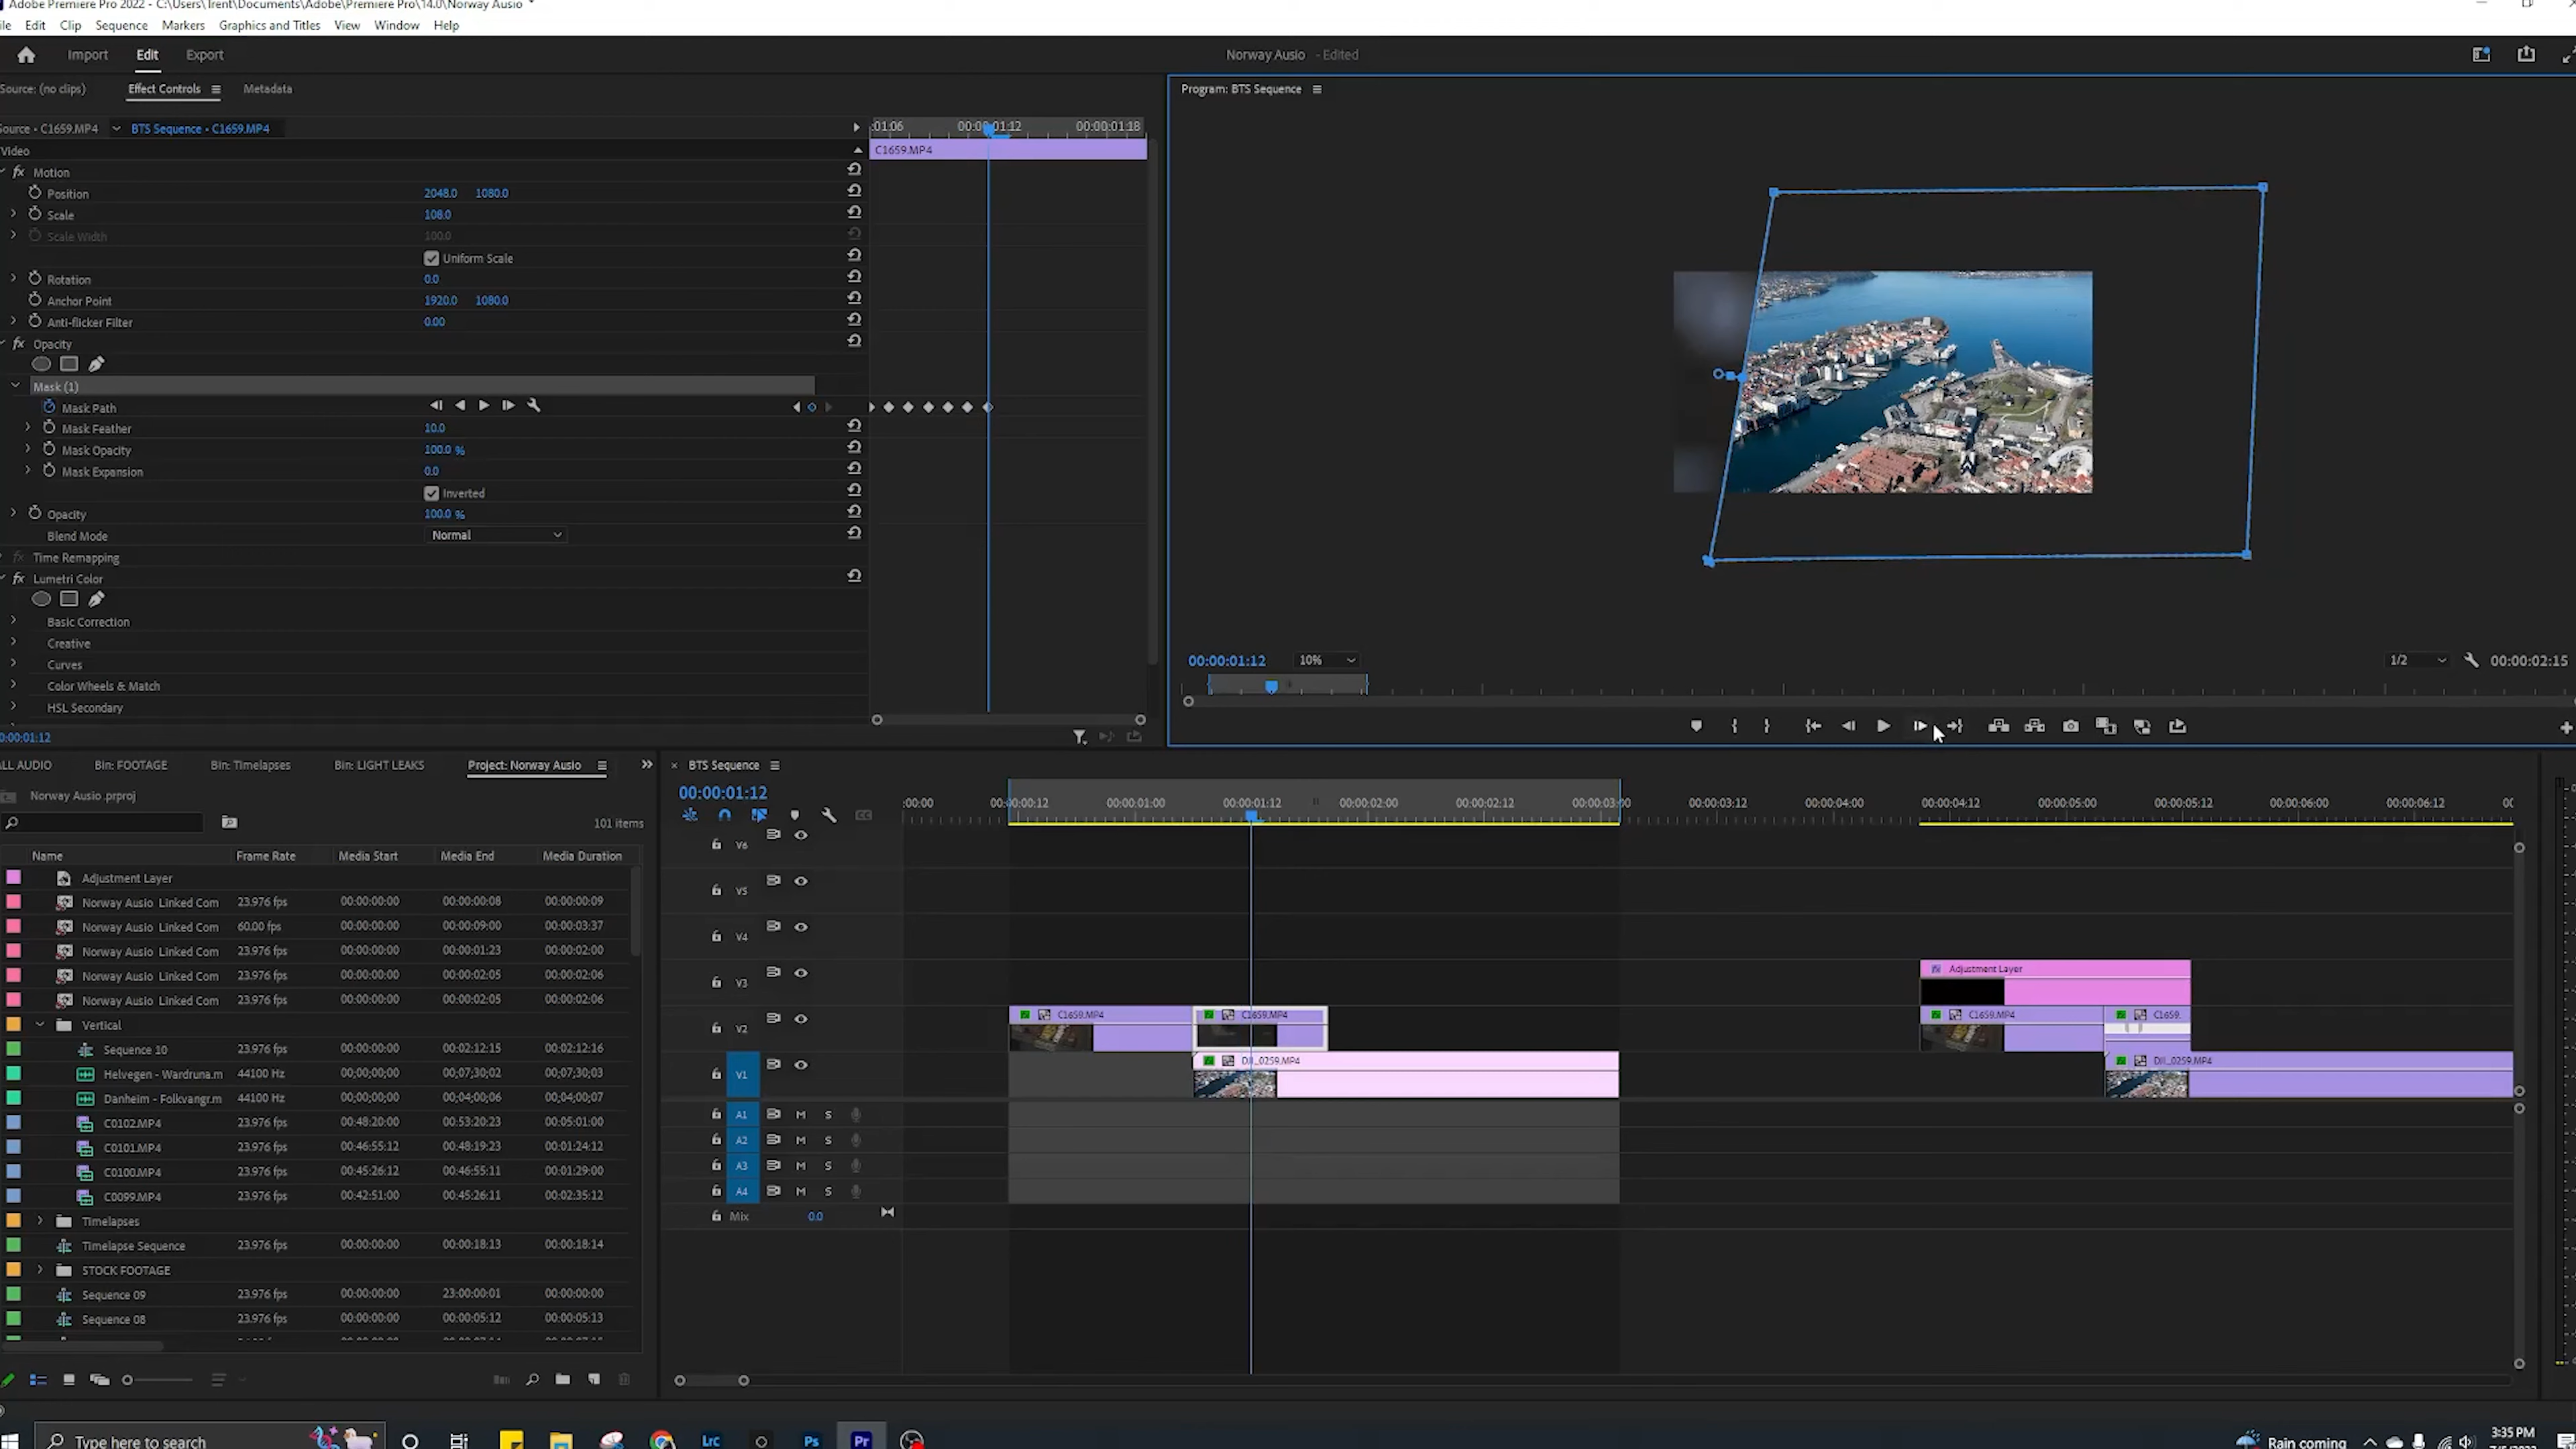 Adobe Premiere Pro 2022 - C:\Users\Trent\Documents\Adobe\Premiere Pro\14.0\Norway Ausio *
ile Edit Clip Sequence Markers Graphics and Titles View Window Help
Import Edit Export
Norway Ausio - Edited
Source: (no clips) Effect Controls Metadata
Program: BTS Sequence
ource • C1659.MP4 BTS Sequence • C1659.MP4
:01:06 00:00:01:12 00:00:01:18
Video
C1659.MP4
fx Motion
Position 2048.0 1080.0
Scale 108.0
Scale Width 100.0
Uniform Scale
Rotation 0.0
Anchor Point 1920.0 1080.0
Anti-flicker Filter 0.00
fx Opacity
Mask (1)
Mask Path
Mask Feather 10.0
Mask Opacity 100.0 %
Mask Expansion 0.0
Inverted
Opacity 100.0 %
Blend Mode Normal
fx Time Remapping
fx Lumetri Color
Basic Correction
Creative
Curves
Color Wheels & Match
HSL Secondary
0:00:01:12
00:00:01:12 10% 1/2 00:00:02:15
LL AUDIO Bin: FOOTAGE Bin: Timelapses Bin: LIGHT LEAKS Project: Norway Ausio
Norway Ausio .prproj
101 items
Name Frame Rate Media Start Media End Media Duration
Adjustment Layer
Norway Ausio Linked Com 23.976 fps 00:00:00:00 00:00:00:08 00:00:00:09
Norway Ausio Linked Com 60.00 fps 00:00:00:00 00:00:09:00 00:00:03:37
Norway Ausio Linked Com 23.976 fps 00:00:00:00 00:00:01:23 00:00:02:00
Norway Ausio Linked Com 23.976 fps 00:00:00:00 00:00:02:05 00:00:02:06
Norway Ausio Linked Com 23.976 fps 00:00:00:00 00:00:02:05 00:00:02:06
Vertical
Sequence 10 23.976 fps 00:00:00:00 00:02:12:15 00:02:12:16
Helvegen - Wardruna.m 44100 Hz 00;00;00;00 00;07;30;02 00;07;30;03
Danheim - Folkvangr.m 44100 Hz 00;00;00;00 00;04;00;06 00;04;00;07
C0102.MP4 23.976 fps 00:48:20:00 00:53:20:23 00:05:01:00
C0101.MP4 23.976 fps 00:46:55:12 00:48:19:23 00:01:24:12
C0100.MP4 23.976 fps 00:45:26:12 00:46:55:11 00:01:29:00
C0099.MP4 23.976 fps 00:42:51:00 00:45:26:11 00:02:35:12
Timelapses
Timelapse Sequence 23.976 fps 00:00:00:00 00:00:18:13 00:00:18:14
STOCK FOOTAGE
Sequence 09 23.976 fps 00:00:00:00 23:00:00:01 00:00:00:00
Sequence 08 23.976 fps 00:00:00:00 00:00:05:12 00:00:05:13
× BTS Sequence
00:00:01:12
:00:00 00:00:00:12 00:00:01:00 00:00:01:12 00:00:02:00 00:00:02:12 00:00:03:00 00:00:03:12 00:00:04:00 00:00:04:12 00:00:05:00 00:00:05:12 00:00:06:00 00:00:06:12
V6
V5
V4
V3 Adjustment Layer
V2 C1659.MP4 C1659.MP4 C1659.MP4 C1659.
V1 DJI_0259.MP4 DJI_0259.MP4
A1 M S
A2 M S
A3 M S
A4 M S
Mix 0.0
Type here to search
Lrc Ps Pr
Rain coming
3:35 PM